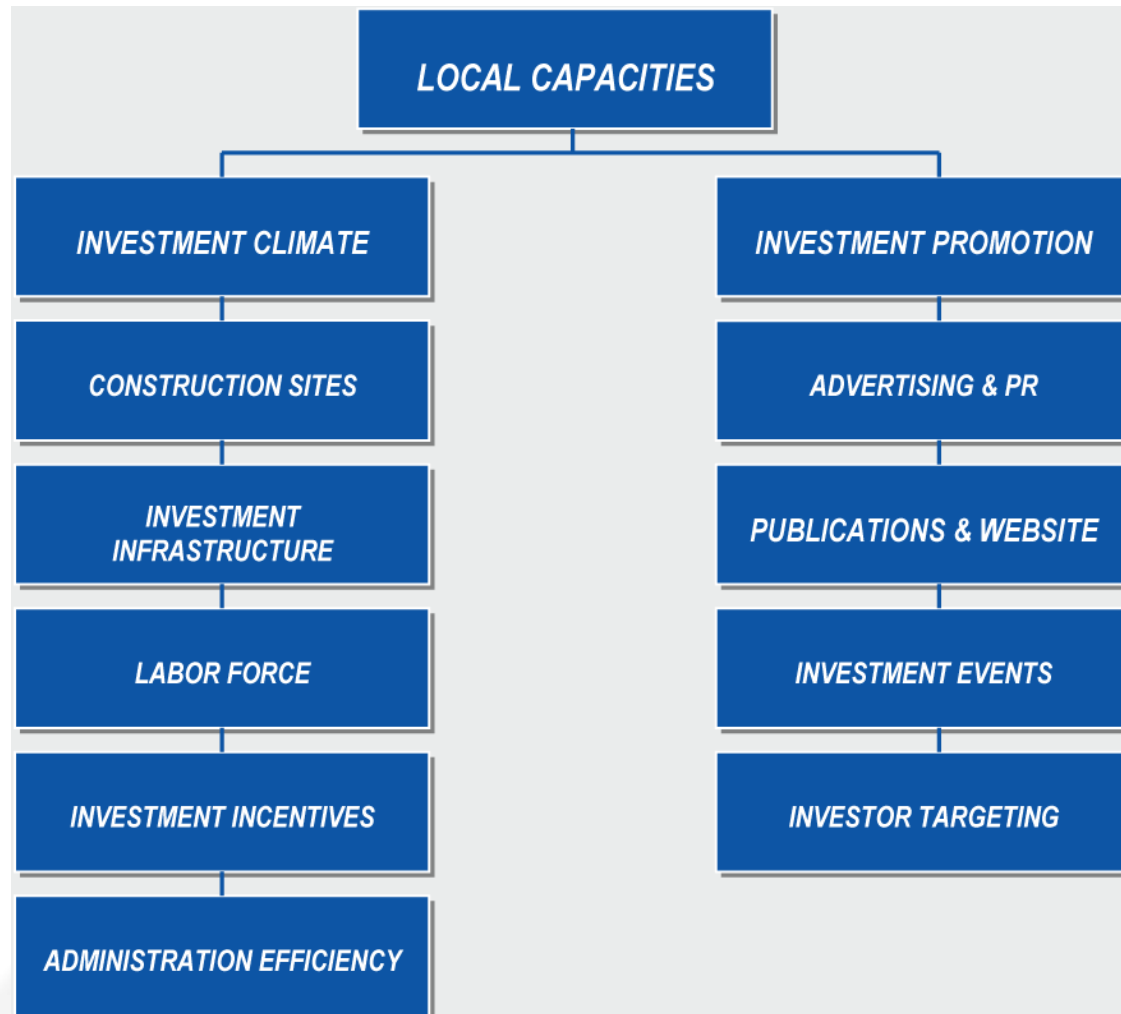 LOCAL CAPACITIES
INVESTMENT CLIMATE
CONSTRUCTION SITES
INVESTMENT
INFRASTRUCTURE
LABOR FORCE
INVESTMENT INCENTIVES
ADMINISTRATION EFFICIENCY
INVESTMENT PROMOTION
ADVERTISING & PR
PUBLICATIONS & WEBSITE
INVESTMENT EVENTS
INVESTOR TARGETING